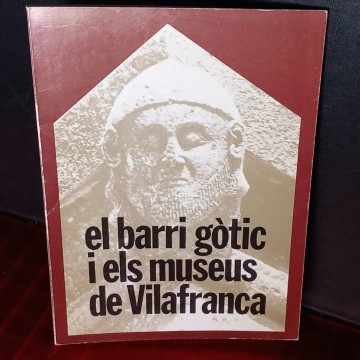 el barri gòtic
i els museus
de Vilafranca